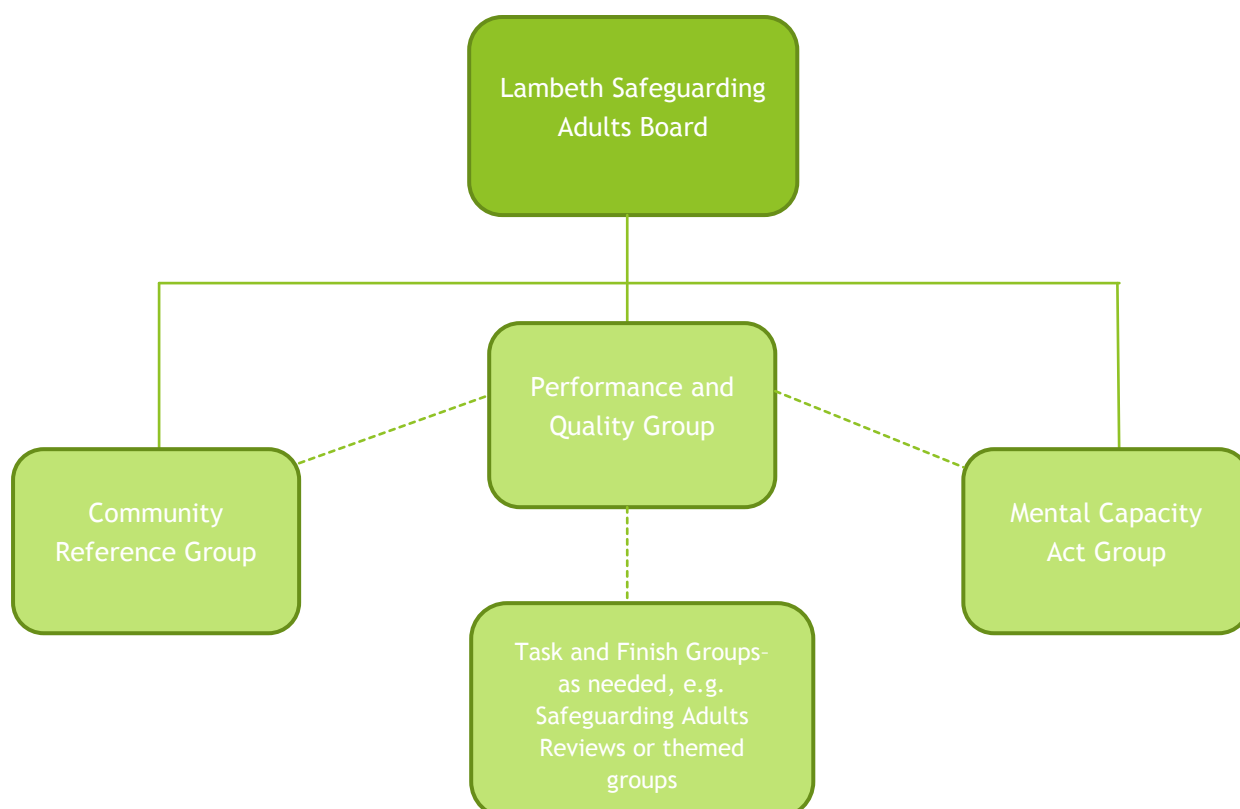 Lambeth Safeguarding
Adults Board
Performance and
Quality Group
Community
Reference Group
Mental Capacity
Act Group
Task and Finish Groups–
as needed, e.g.
Safeguarding Adults
Reviews or themed
groups